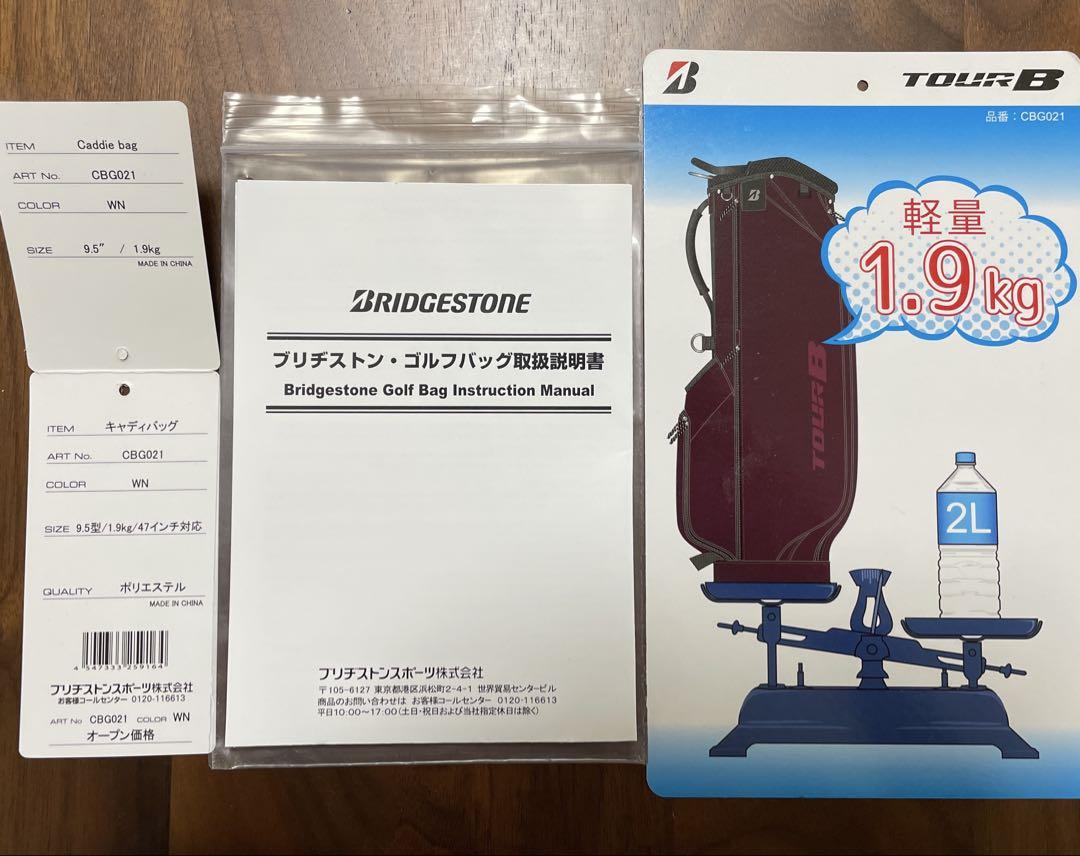 ITEM Caddie bag
ART No. CBG021
COLOR WN
SIZE 9.5" / 1.9kg
MADE IN CHINA
ITEM キャディバッグ
ART No. CBG021
COLOR WN
SIZE 9.5型/1.9kg/47インチ対応
QUALITY ポリエステル
MADE IN CHINA
4 547333 259164
ブリヂストンスポーツ株式会社
お客様コールセンター 0120-116613
ART No CBG021 COLOR WN
オープン価格
BRIDGESTONE
ブリヂストン・ゴルフバッグ取扱説明書
Bridgestone Golf Bag Instruction Manual
ブリヂストンスポーツ株式会社
〒105-6127 東京都港区浜松町2-4-1 世界貿易センタービル
商品のお問い合わせは お客様コールセンター 0120-116613
平日10:00~17:00(土・日・祝日および当社指定休日は除く)
B TOUR B
品番:CBG021
B
軽量
1.9kg
TOUR B
2L